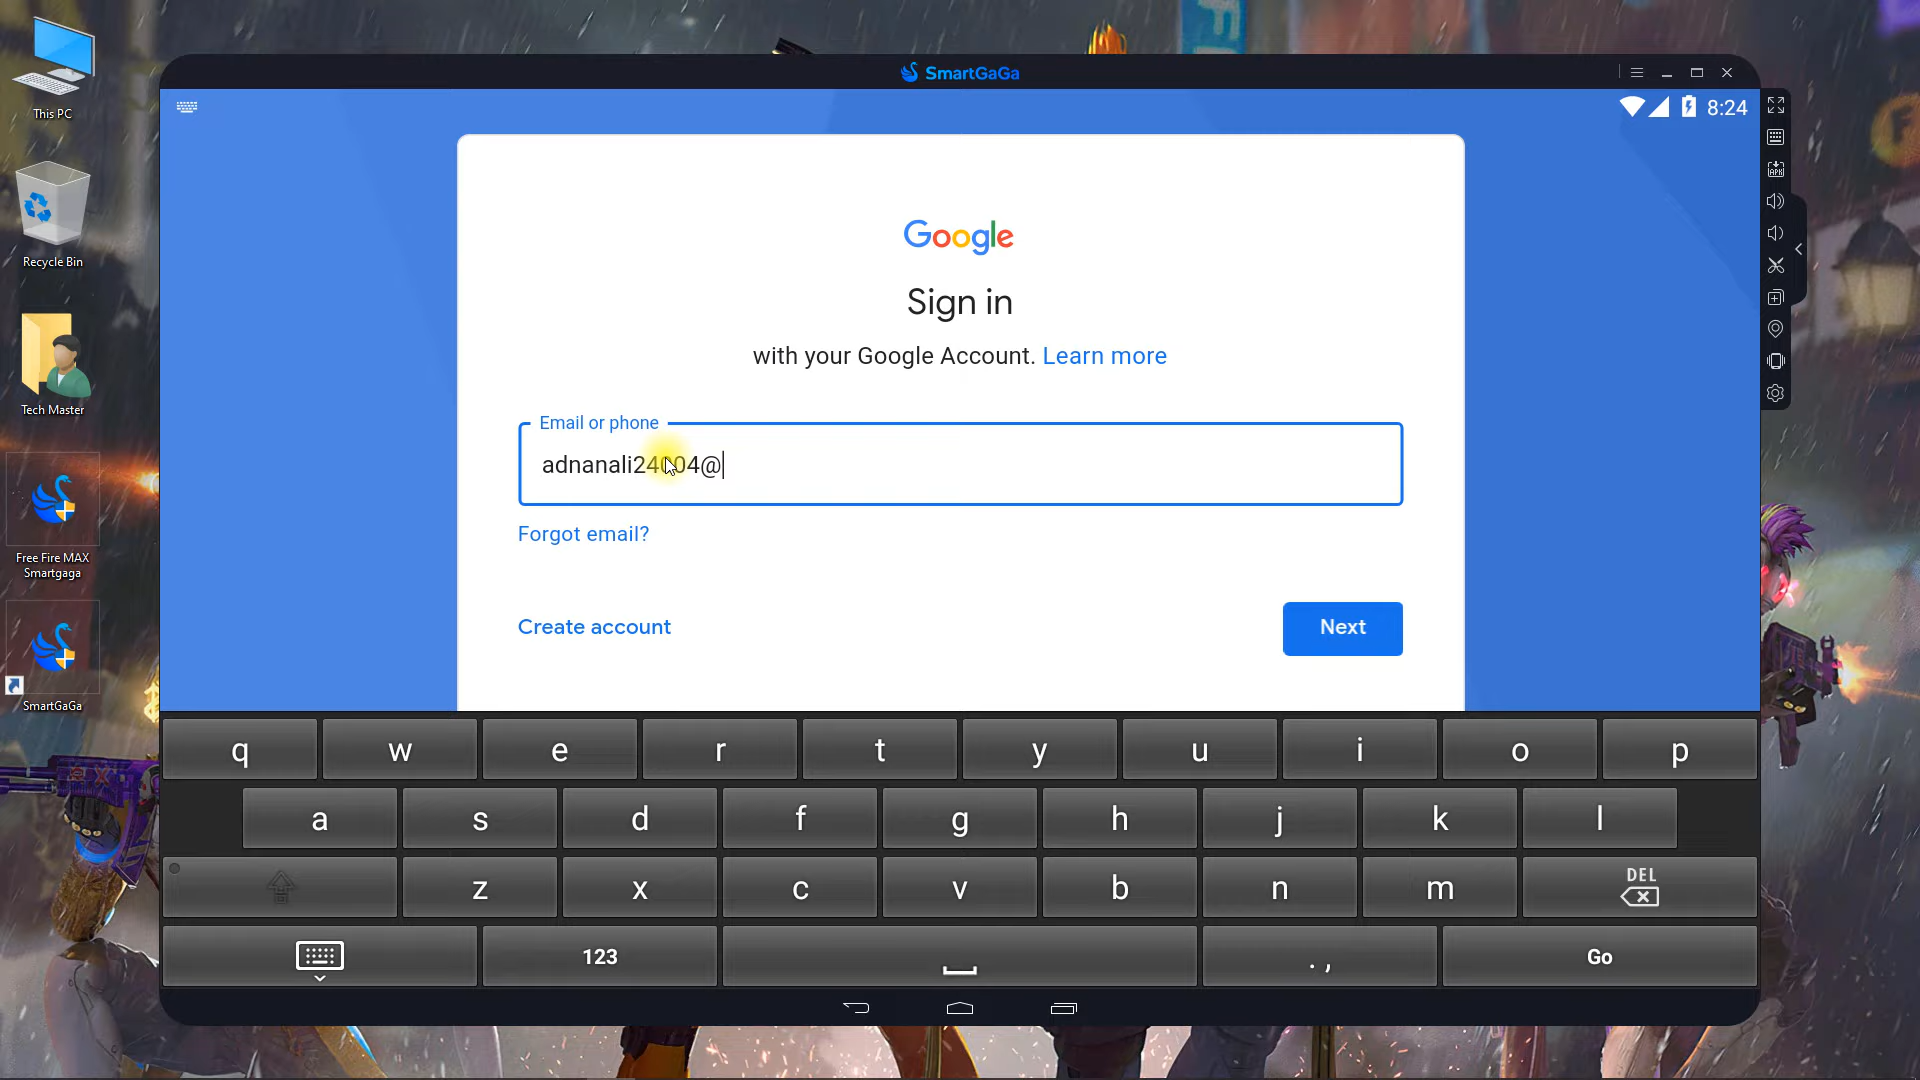 SmartGaGa
This PC
8:24
Google
Sign in
with your Google Account. Learn more
Email or phone
adnanali24004@
Forgot email?
Create account
Next
Recycle Bin
Tech Master
Free Fire MAX
Smartgaga
SmartGaGa
APK
q w e r t y u i o p
a s d f g h j k l
z x c v b n m DEL
123 . , Go